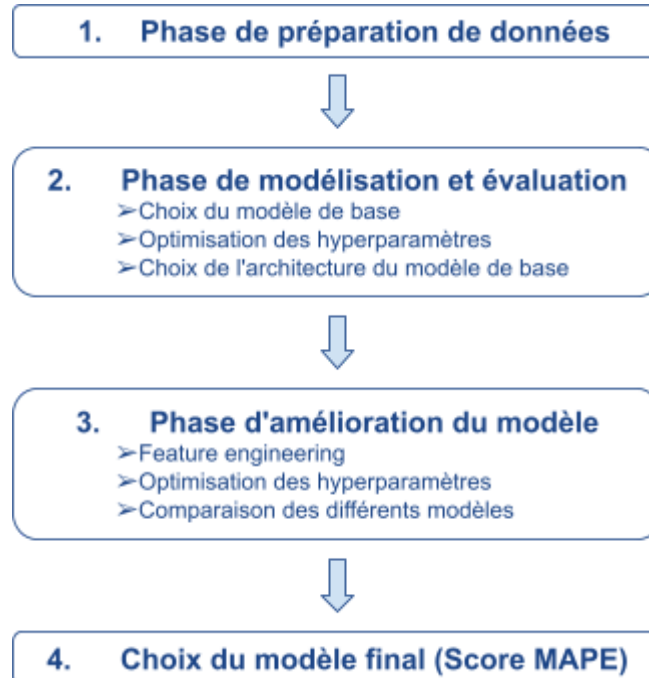 1. Phase de préparation de données
2. Phase de modélisation et évaluation
➢Choix du modèle de base
➢Optimisation des hyperparamètres
➢Choix de l'architecture du modèle de base
3. Phase d'amélioration du modèle
➢Feature engineering
➢Optimisation des hyperparamètres
➢Comparaison des différents modèles
4. Choix du modèle final (Score MAPE)